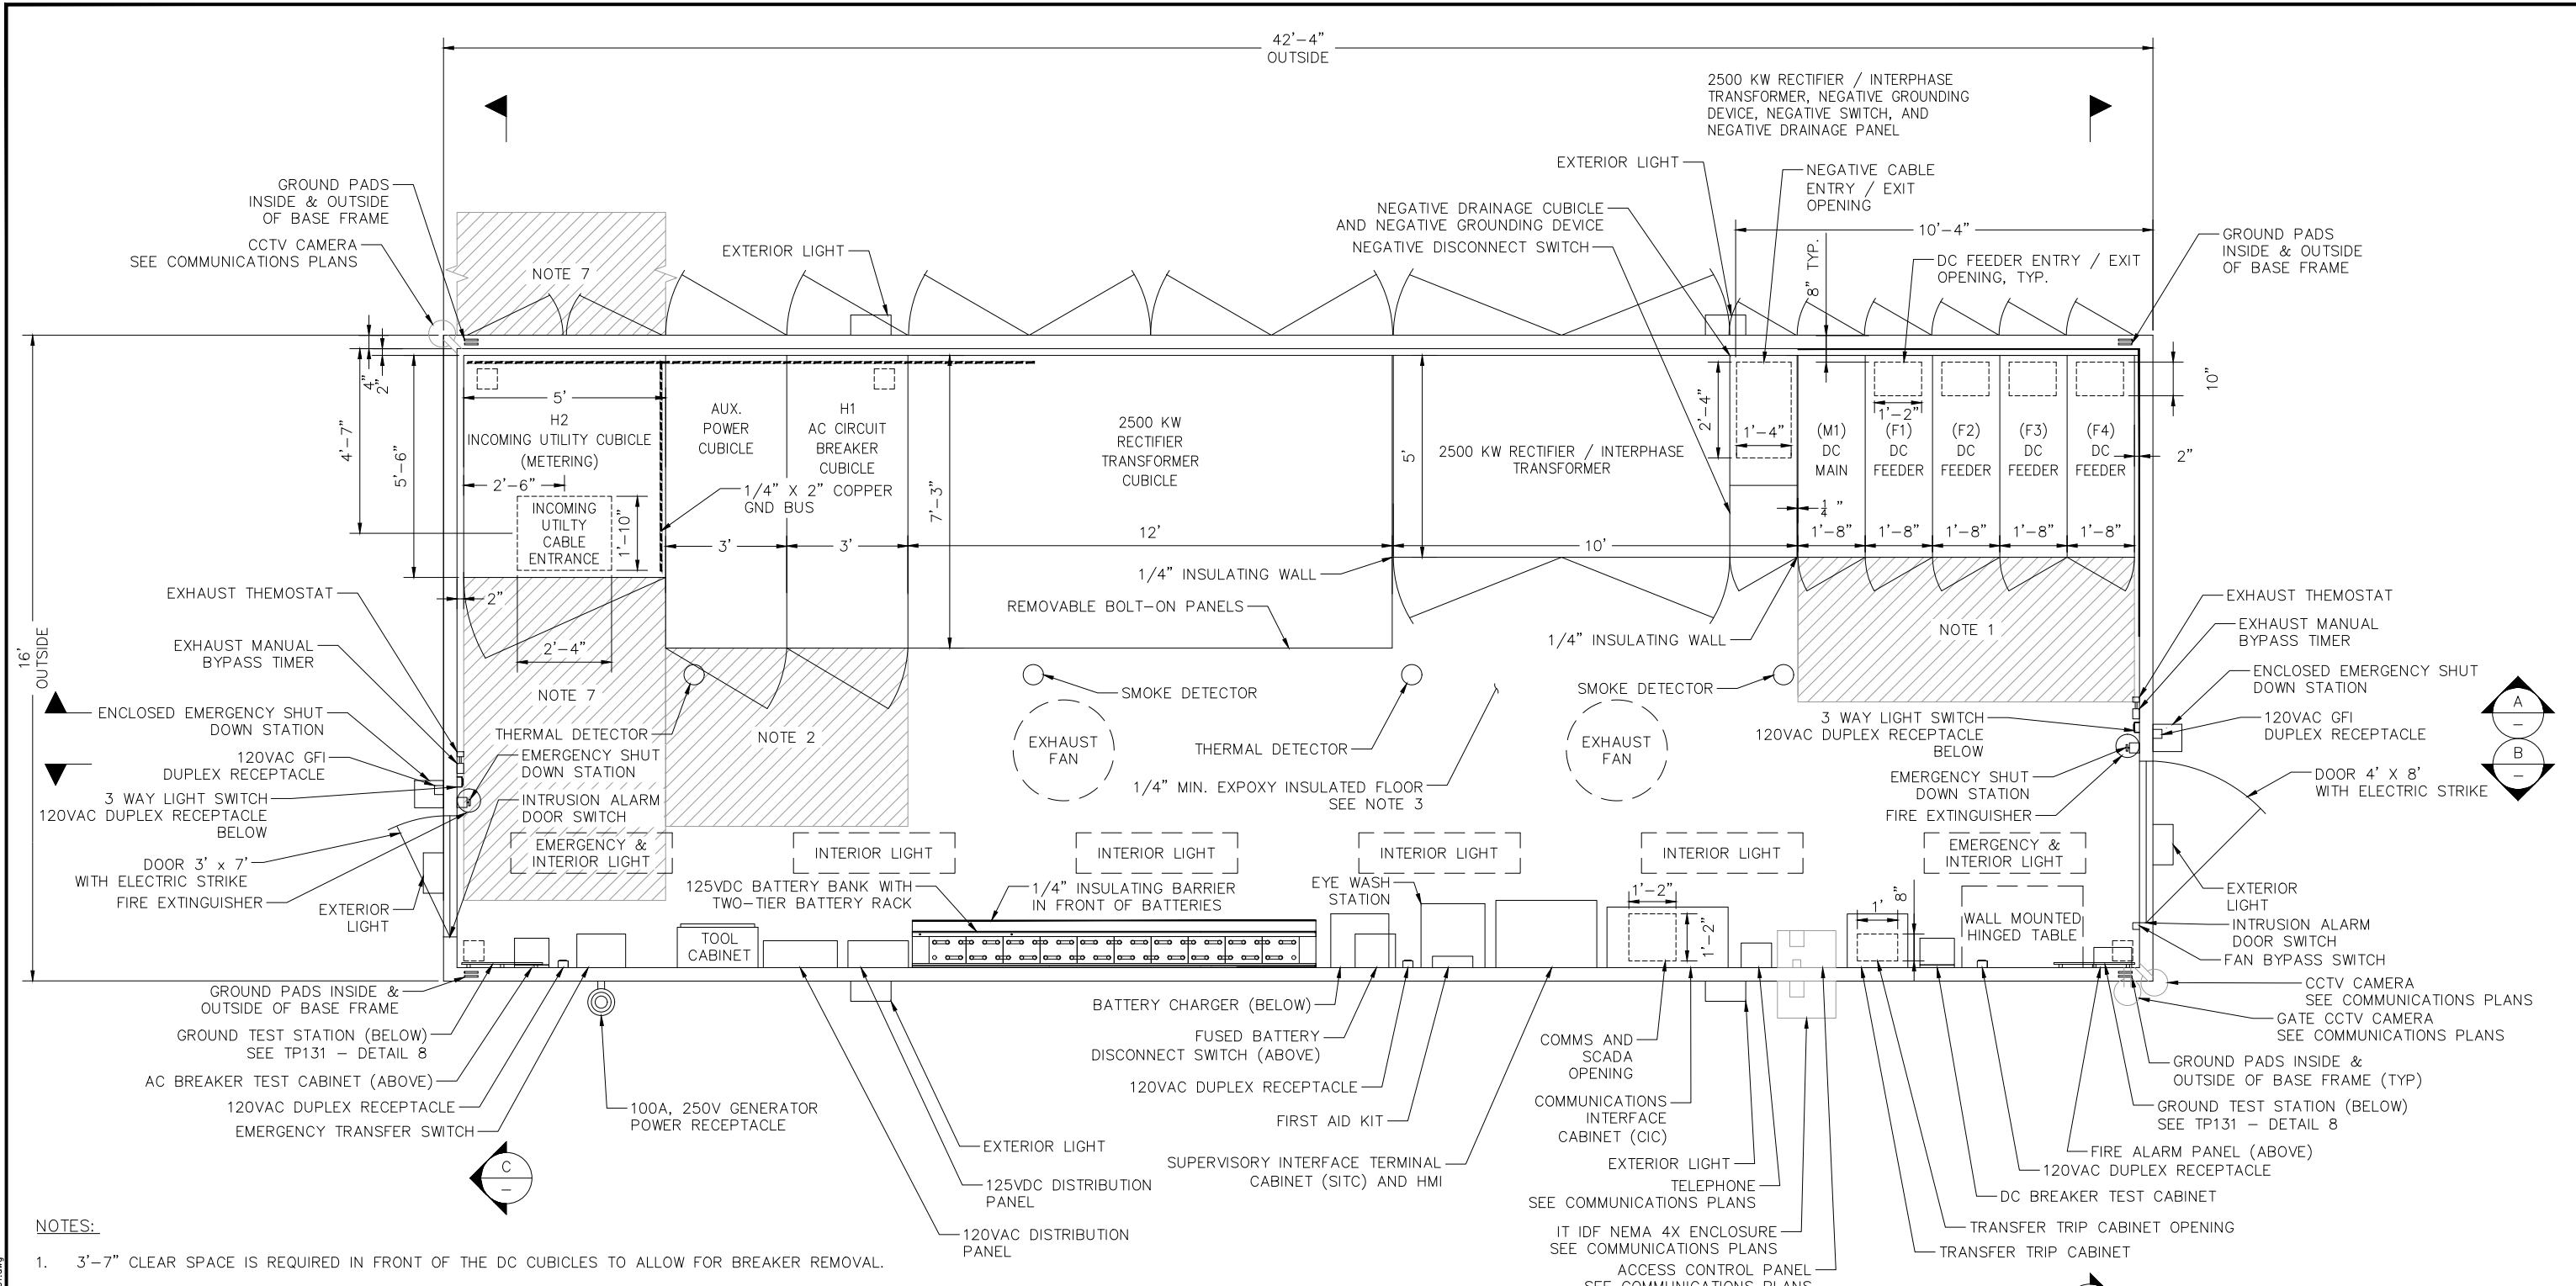 42'-4"
OUTSIDE
2500 KW RECTIFIER / INTERPHASE
TRANSFORMER, NEGATIVE GROUNDING
DEVICE, NEGATIVE SWITCH, AND
NEGATIVE DRAINAGE PANEL
EXTERIOR LIGHT
NEGATIVE CABLE
ENTRY / EXIT
OPENING
GROUND PADS
INSIDE & OUTSIDE
OF BASE FRAME
CCTV CAMERA
SEE COMMUNICATIONS PLANS
NOTE 7
EXTERIOR LIGHT
NEGATIVE DRAINAGE CUBICLE
AND NEGATIVE GROUNDING DEVICE
NEGATIVE DISCONNECT SWITCH
10'-4"
8" TYP.
DC FEEDER ENTRY / EXIT
OPENING, TYP.
GROUND PADS
INSIDE & OUTSIDE
OF BASE FRAME
16'
OUTSIDE
4"
2"
4'-7"
5'-6"
5'
H2
INCOMING UTILITY CUBICLE
(METERING)
2'-6"
INCOMING
UTILTY
CABLE
ENTRANCE
1'-10"
AUX.
POWER
CUBICLE
H1
AC CIRCUIT
BREAKER
CUBICLE
1/4" X 2" COPPER
GND BUS
3'
3'
7'-3"
2500 KW
RECTIFIER
TRANSFORMER
CUBICLE
12'
5'
2500 KW RECTIFIER / INTERPHASE
TRANSFORMER
10'
2'-4"
1'-4"
1/4"
(M1)
DC
MAIN
1'-8"
1'-2"
(F1)
DC
FEEDER
1'-8"
(F2)
DC
FEEDER
1'-8"
(F3)
DC
FEEDER
1'-8"
(F4)
DC
FEEDER
1'-8"
10"
2"
EXHAUST THEMOSTAT
2"
2'-4"
1/4" INSULATING WALL
REMOVABLE BOLT-ON PANELS
1/4" INSULATING WALL
NOTE 1
EXHAUST THEMOSTAT
EXHAUST MANUAL
BYPASS TIMER
EXHAUST MANUAL
BYPASS TIMER
NOTE 7
SMOKE DETECTOR
SMOKE DETECTOR
ENCLOSED EMERGENCY SHUT
DOWN STATION
ENCLOSED EMERGENCY SHUT
DOWN STATION
120VAC GFI
DUPLEX RECEPTACLE
3 WAY LIGHT SWITCH
120VAC DUPLEX RECEPTACLE
BELOW
THERMAL DETECTOR
EMERGENCY SHUT
DOWN STATION
NOTE 2
EXHAUST
FAN
THERMAL DETECTOR
EXHAUST
FAN
3 WAY LIGHT SWITCH
120VAC DUPLEX RECEPTACLE
BELOW
120VAC GFI
DUPLEX RECEPTACLE
A
–
B
–
INTRUSION ALARM
DOOR SWITCH
1/4" MIN. EXPOXY INSULATED FLOOR
SEE NOTE 3
EMERGENCY SHUT
DOWN STATION
FIRE EXTINGUISHER
DOOR 4' X 8'
WITH ELECTRIC STRIKE
DOOR 3' x 7'
WITH ELECTRIC STRIKE
FIRE EXTINGUISHER
EXTERIOR
LIGHT
EMERGENCY &
INTERIOR LIGHT
INTERIOR LIGHT
INTERIOR LIGHT
INTERIOR LIGHT
INTERIOR LIGHT
EMERGENCY &
INTERIOR LIGHT
125VDC BATTERY BANK WITH
TWO-TIER BATTERY RACK
1/4" INSULATING BARRIER
IN FRONT OF BATTERIES
EYE WASH
STATION
1'-2"
1'-2"
1'
8"
WALL MOUNTED
HINGED TABLE
EXTERIOR
LIGHT
INTRUSION ALARM
DOOR SWITCH
FAN BYPASS SWITCH
TOOL
CABINET
GROUND PADS INSIDE &
OUTSIDE OF BASE FRAME
GROUND TEST STATION (BELOW)
SEE TP131 – DETAIL 8
AC BREAKER TEST CABINET (ABOVE)
120VAC DUPLEX RECEPTACLE
EMERGENCY TRANSFER SWITCH
100A, 250V GENERATOR
POWER RECEPTACLE
EXTERIOR LIGHT
125VDC DISTRIBUTION
PANEL
120VAC DISTRIBUTION
PANEL
BATTERY CHARGER (BELOW)
FUSED BATTERY
DISCONNECT SWITCH (ABOVE)
120VAC DUPLEX RECEPTACLE
FIRST AID KIT
SUPERVISORY INTERFACE TERMINAL
CABINET (SITC) AND HMI
COMMS AND
SCADA
OPENING
COMMUNICATIONS
INTERFACE
CABINET (CIC)
EXTERIOR LIGHT
TELEPHONE
SEE COMMUNICATIONS PLANS
IT IDF NEMA 4X ENCLOSURE
SEE COMMUNICATIONS PLANS
ACCESS CONTROL PANEL
SEE COMMUNICATIONS PLANS
CCTV CAMERA
SEE COMMUNICATIONS PLANS
GATE CCTV CAMERA
SEE COMMUNICATIONS PLANS
GROUND PADS INSIDE &
OUTSIDE OF BASE FRAME (TYP)
GROUND TEST STATION (BELOW)
SEE TP131 – DETAIL 8
FIRE ALARM PANEL (ABOVE)
120VAC DUPLEX RECEPTACLE
DC BREAKER TEST CABINET
TRANSFER TRIP CABINET OPENING
TRANSFER TRIP CABINET
C
–
NOTES:
1. 3'-7" CLEAR SPACE IS REQUIRED IN FRONT OF THE DC CUBICLES TO ALLOW FOR BREAKER REMOVAL.